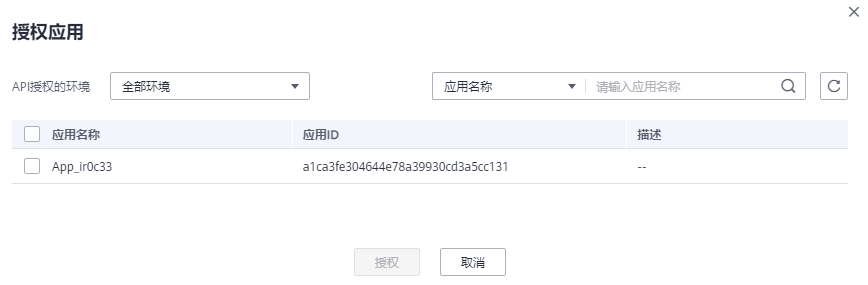 授权应用
API授权的环境 全部环境 应用名称 请输入应用名称
应用名称 应用ID 描述
App_ir0c33 a1ca3fe304644e78a39930cd3a5cc131 --
授权 取消